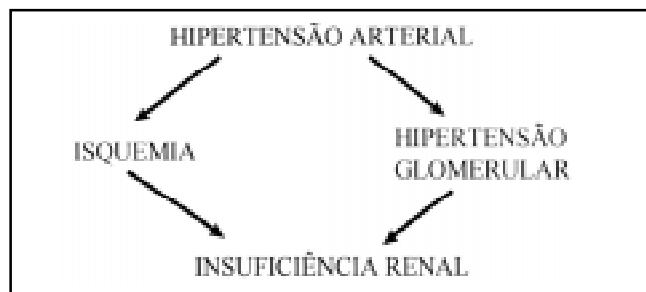 HIPERTENSÃO ARTERIAL
ISQUEMIA
HIPERTENSÃO
GLOMERULAR
INSUFICIÊNCIA RENAL